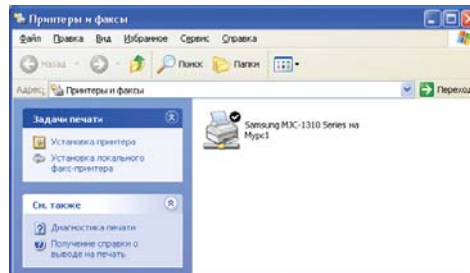 Принтеры и факсы
Файл Правка Вид Избранное Сервис Справка
Назад Поиск Папки
Адрес: Принтеры и факсы Переход
Задачи печати
Установка принтера
Установка локального
факс-принтера
См. также
Диагностика печати
Получение справки о
выводе на печать
Samsung MJC-1310 Series на
Mypc1